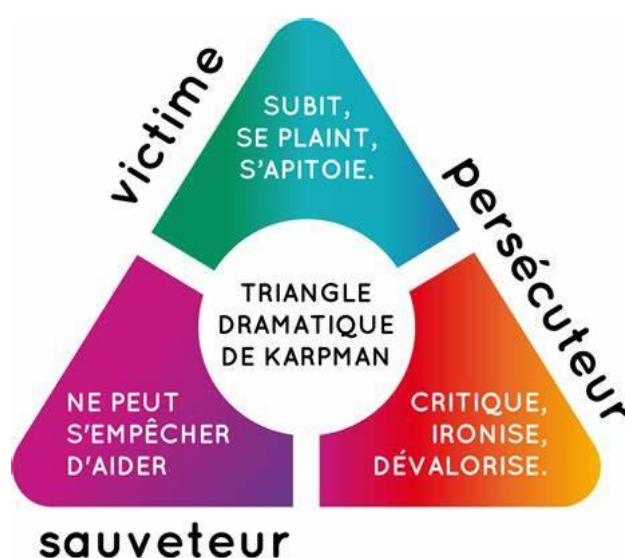 victime
SUBIT,
SE PLAINT,
S'APITOIE.
persécuteur
TRIANGLE
DRAMATIQUE
DE KARPMAN
NE PEUT
S'EMPÊCHER
D'AIDER
CRITIQUE,
IRONISE,
DÉVALORISE.
sauveteur